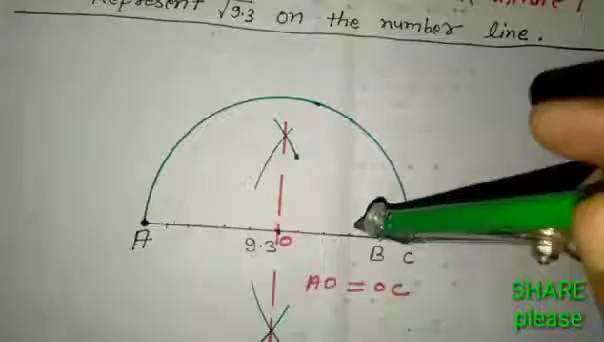 Represent √9.3 on the number line.
A
9.3
O
B
C
AO = OC
SHARE
please